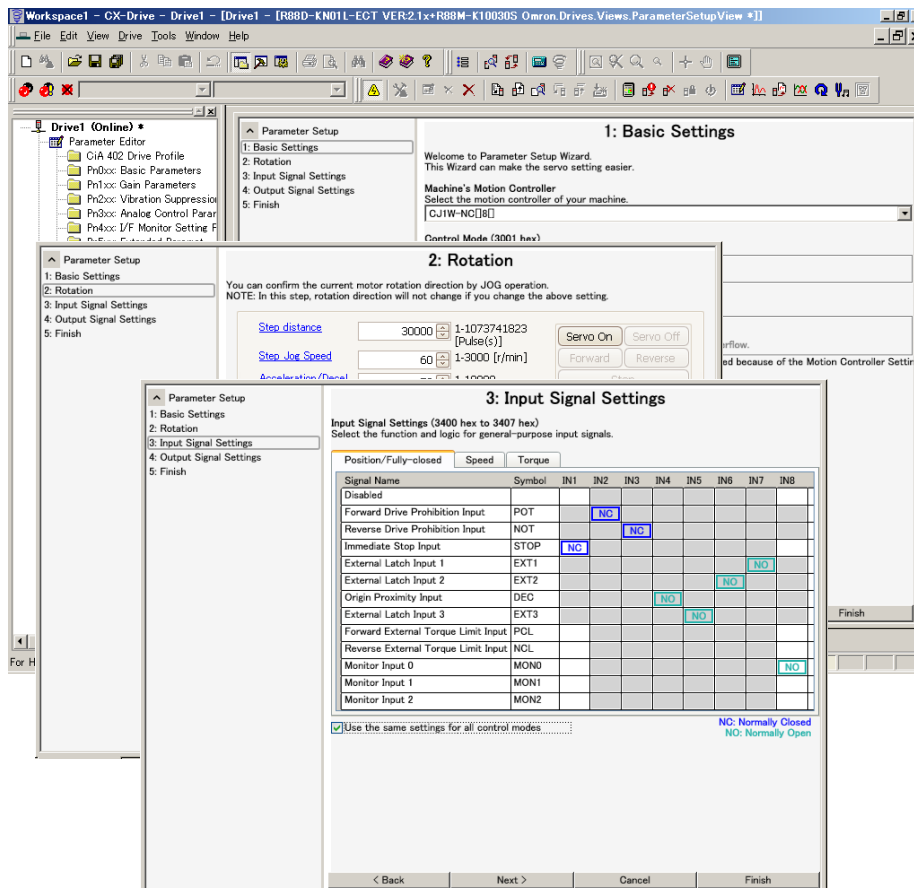 Workspace1 - CX-Drive - Drive1 - [Drive1 - [R88D-KN01L-ECT VER:2.1x+R88M-K10030S Omron.Drives.Views.ParameterSetupView *]]
File Edit View Drive Tools Window Help
Drive1 (Online) *
Parameter Editor
CiA 402 Drive Profile
Pn0xx: Basic Parameters
Pn1xx: Gain Parameters
Pn2xx: Vibration Suppression
Pn3xx: Analog Control Parar
Pn4xx: I/F Monitor Setting F
Parameter Setup
1: Basic Settings
2: Rotation
3: Input Signal Settings
4: Output Signal Settings
5: Finish
1: Basic Settings
Welcome to Parameter Setup Wizard.
This Wizard can make the servo setting easier.
Machine's Motion Controller
Select the motion controller of your machine.
CJ1W-NC[]8[]
Control Mode (3001 hex)
rflow.
ed because of the Motion Controller Settin
Finish
For H
Parameter Setup
1: Basic Settings
2: Rotation
3: Input Signal Settings
4: Output Signal Settings
5: Finish
2: Rotation
You can confirm the current motor rotation direction by JOG operation.
NOTE: In this step, rotation direction will not change if you change the above setting.
Step distance 30000 1-1073741823 [Pulse(s)] Servo On Servo Off
Step Jog Speed 60 1-3000 [r/min] Forward Reverse
Acceleration/Decel
Parameter Setup
1: Basic Settings
2: Rotation
3: Input Signal Settings
4: Output Signal Settings
5: Finish
3: Input Signal Settings
Input Signal Settings (3400 hex to 3407 hex)
Select the function and logic for general-purpose input signals.
Position/Fully-closed Speed Torque
Signal Name Symbol IN1 IN2 IN3 IN4 IN5 IN6 IN7 IN8
Disabled
Forward Drive Prohibition Input POT NC
Reverse Drive Prohibition Input NOT NC
Immediate Stop Input STOP NC
External Latch Input 1 EXT1 NO
External Latch Input 2 EXT2 NO
Origin Proximity Input DEC NO
External Latch Input 3 EXT3 NO
Forward External Torque Limit Input PCL
Reverse External Torque Limit Input NCL
Monitor Input 0 MON0 NO
Monitor Input 1 MON1
Monitor Input 2 MON2
Use the same settings for all control modes
NC: Normally Closed
NO: Normally Open
< Back Next > Cancel Finish